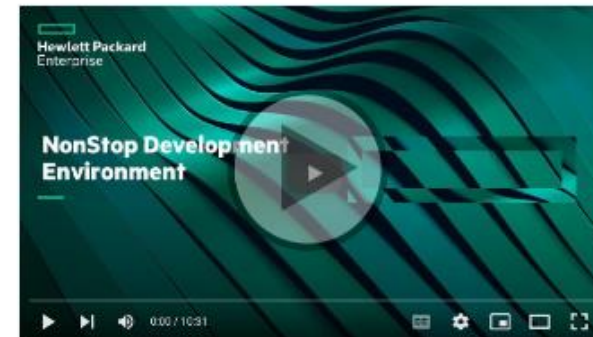 Hewlett Packard
Enterprise
NonStop Development
Environment
0:00 / 10:31